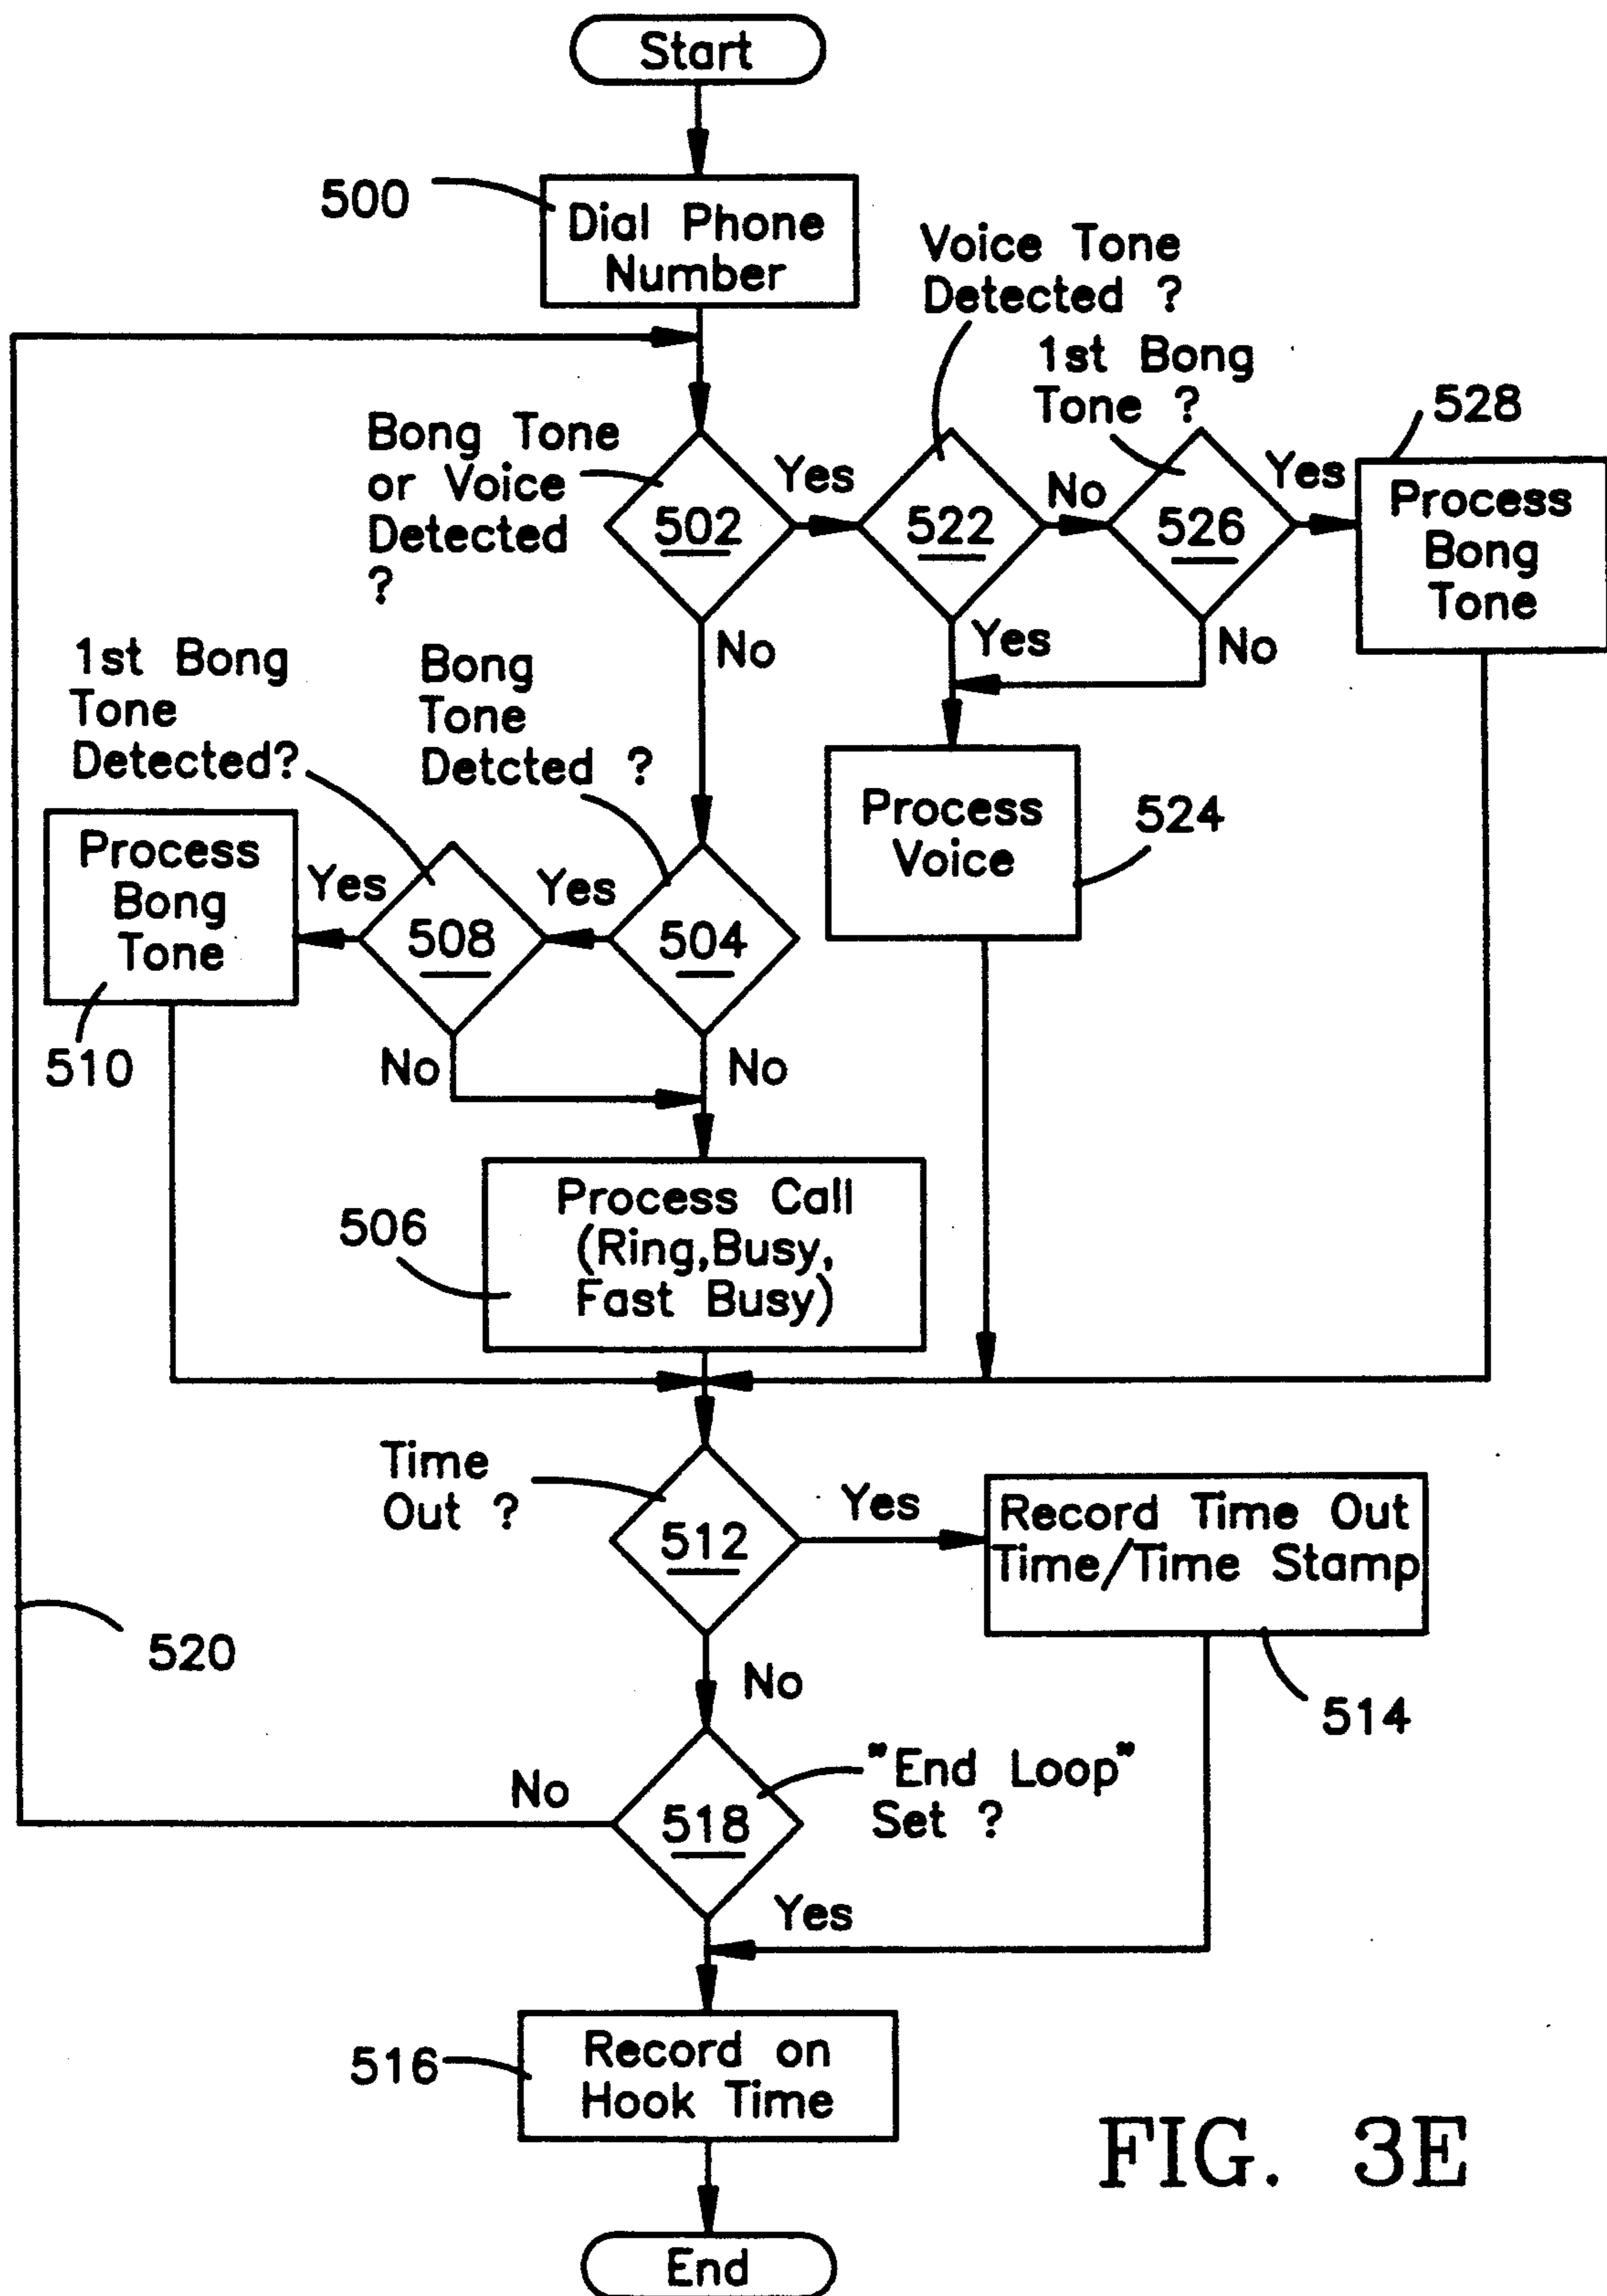 Start
500
Dial Phone
Number
Voice Tone
Detected ?
1st Bong
Tone ?
528
Bong Tone
or Voice
Detected
?
502
Yes
522
No
526
Yes
Process
Bong
Tone
No
Yes
No
1st Bong
Tone
Detected?
Bong
Tone
Detcted ?
Process
Voice
524
Process
Bong
Tone
Yes
508
Yes
504
510
No
No
506
Process Call
(Ring,Busy,
Fast Busy)
Time
Out ?
512
Yes
Record Time Out
Time/Time Stamp
520
No
514
No
518
"End Loop"
Set ?
Yes
516
Record on
Hook Time
End
FIG. 3E